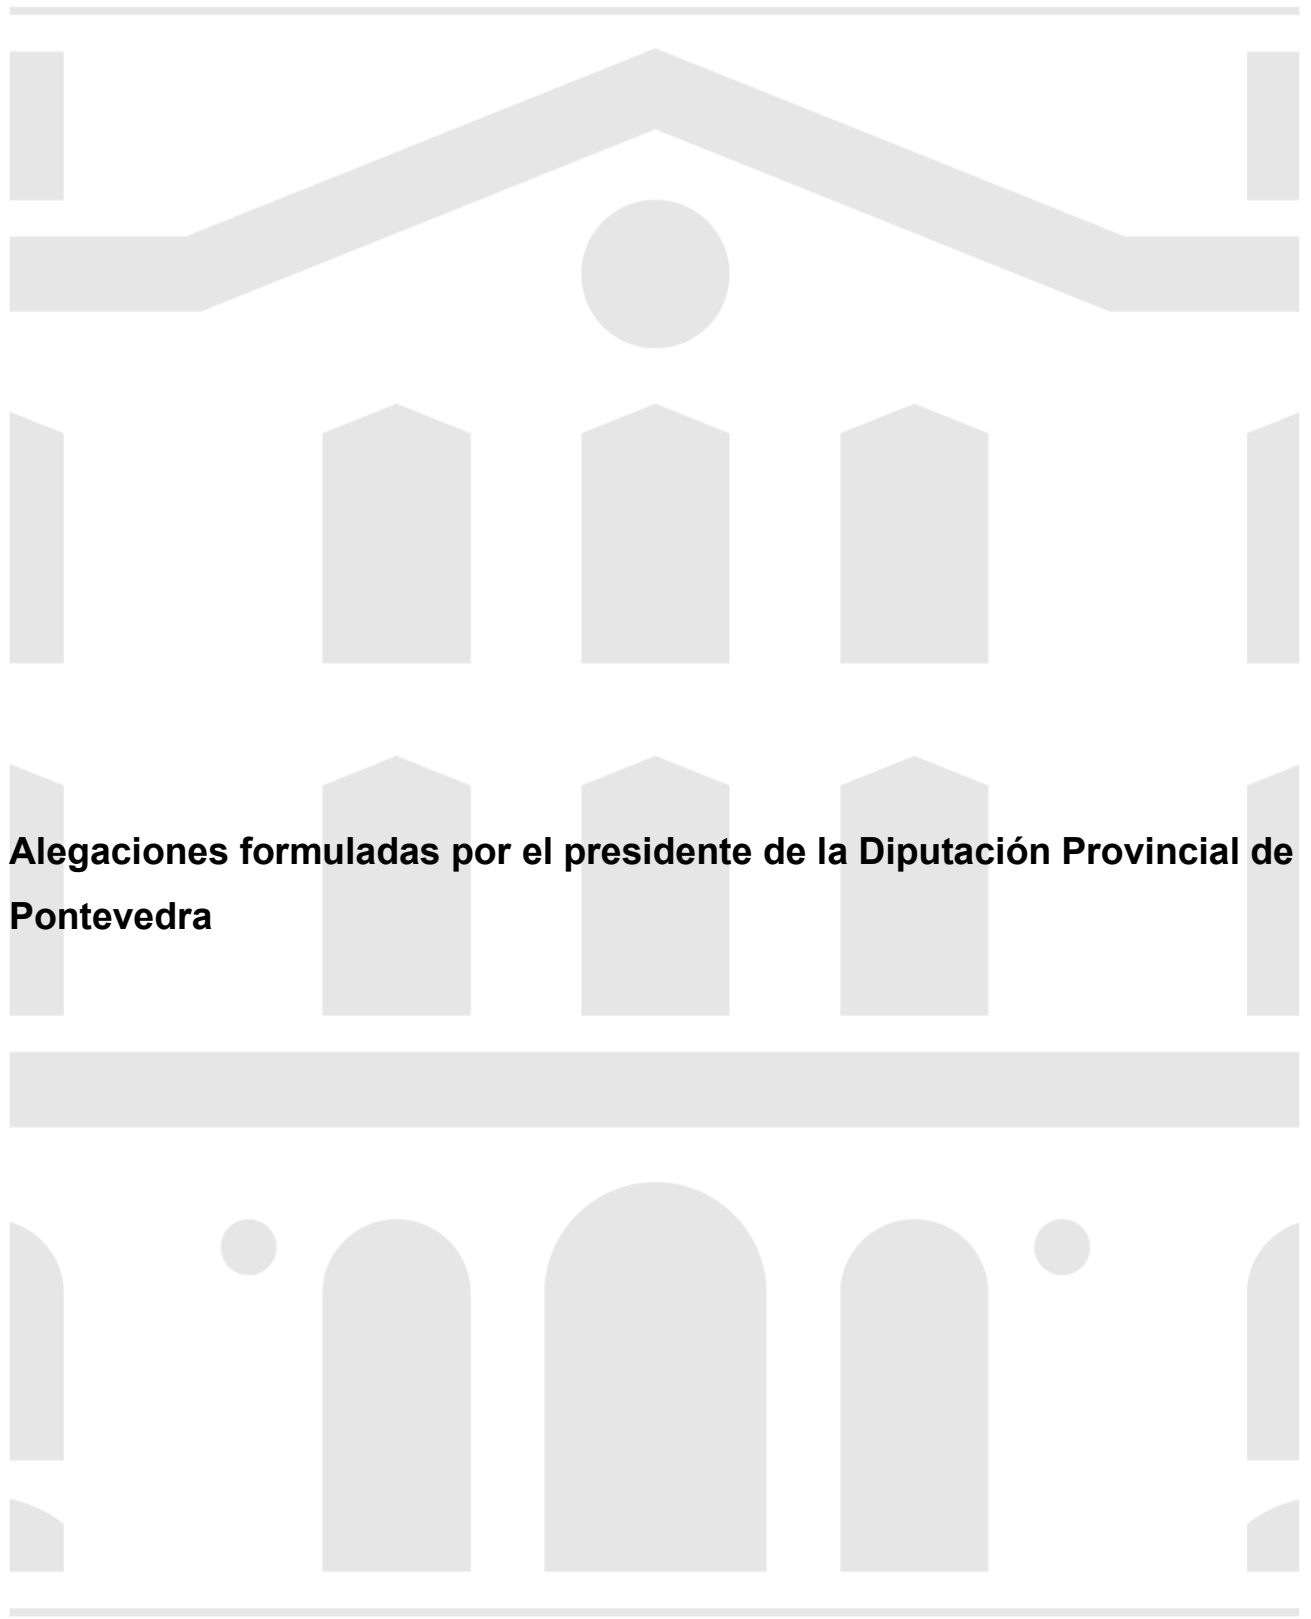 Alegaciones formuladas por el presidente de la Diputación Provincial de
Pontevedra